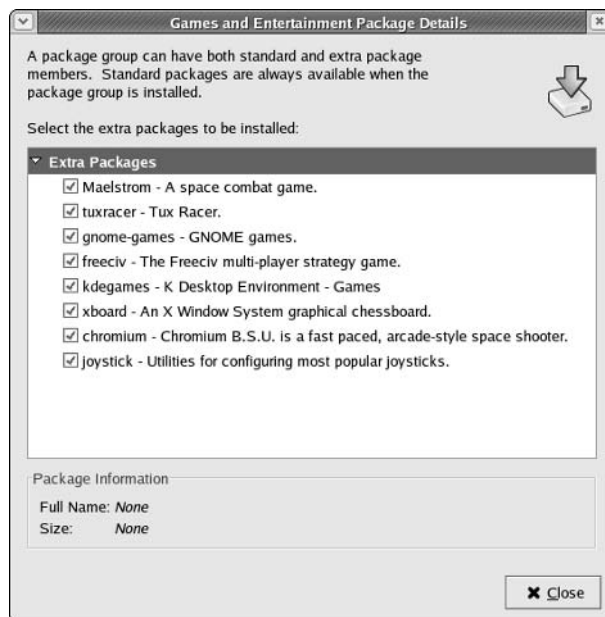 Games and Entertainment Package Details
A package group can have both standard and extra package
members. Standard packages are always available when the
package group is installed.
Select the extra packages to be installed:
Extra Packages
Maelstrom - A space combat game.
tuxracer - Tux Racer.
gnome-games - GNOME games.
freeciv - The Freeciv multi-player strategy game.
kdegames - K Desktop Environment - Games
xboard - An X Window System graphical chessboard.
chromium - Chromium B.S.U. is a fast paced, arcade-style space shooter.
joystick - Utilities for configuring most popular joysticks.
Package Information
Full Name: None
Size: None
Close